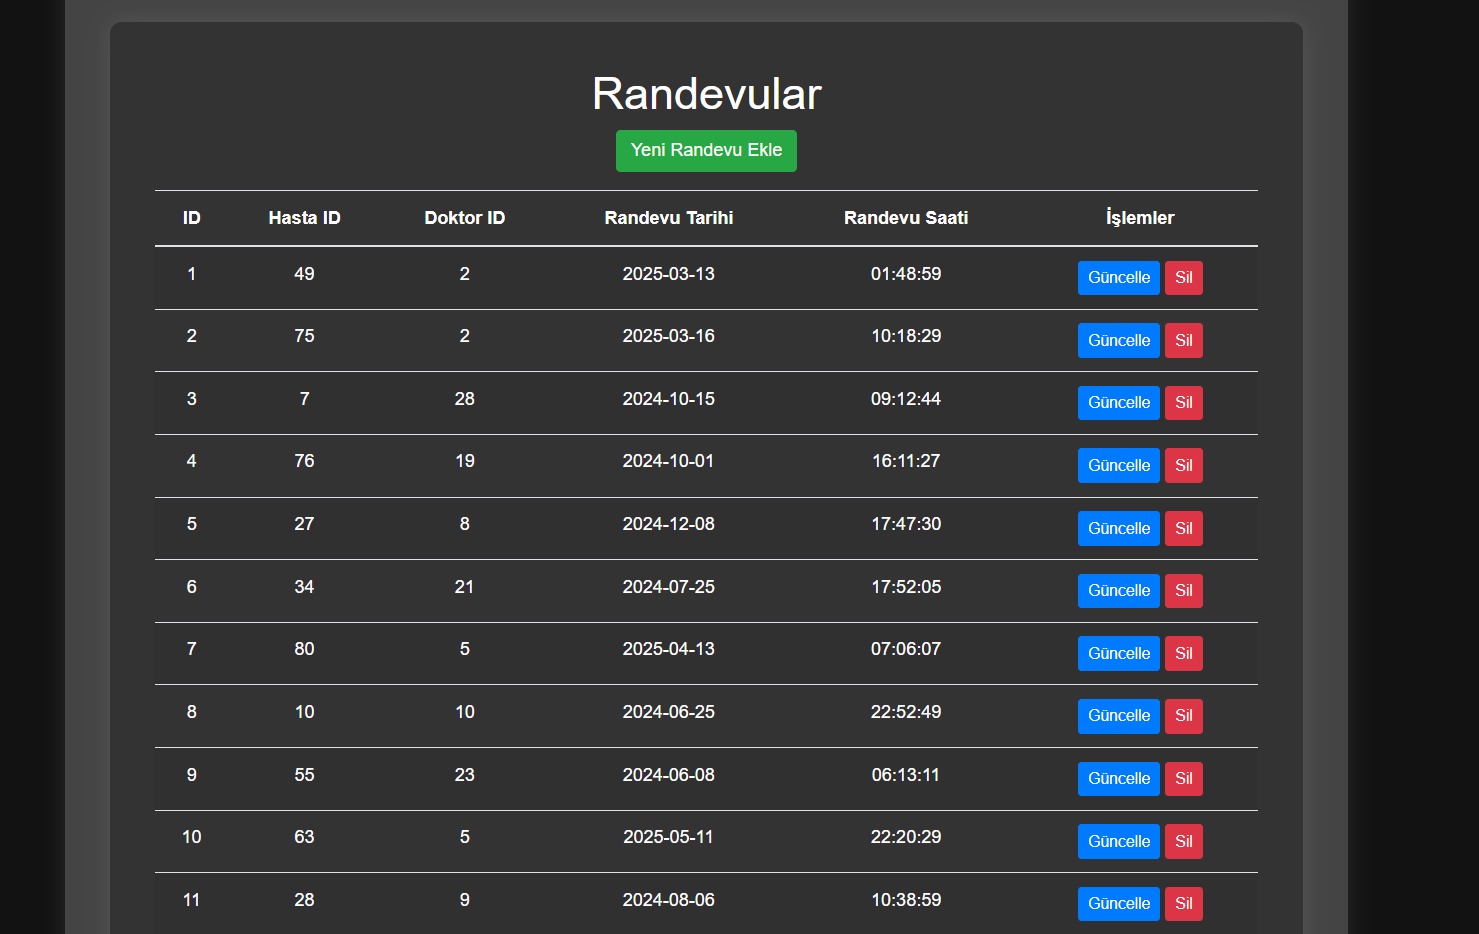 Randevular
Yeni Randevu Ekle
ID Hasta ID Doktor ID Randevu Tarihi Randevu Saati İşlemler
1 49 2 2025-03-13 01:48:59 Güncelle Sil
2 75 2 2025-03-16 10:18:29 Güncelle Sil
3 7 28 2024-10-15 09:12:44 Güncelle Sil
4 76 19 2024-10-01 16:11:27 Güncelle Sil
5 27 8 2024-12-08 17:47:30 Güncelle Sil
6 34 21 2024-07-25 17:52:05 Güncelle Sil
7 80 5 2025-04-13 07:06:07 Güncelle Sil
8 10 10 2024-06-25 22:52:49 Güncelle Sil
9 55 23 2024-06-08 06:13:11 Güncelle Sil
10 63 5 2025-05-11 22:20:29 Güncelle Sil
11 28 9 2024-08-06 10:38:59 Güncelle Sil